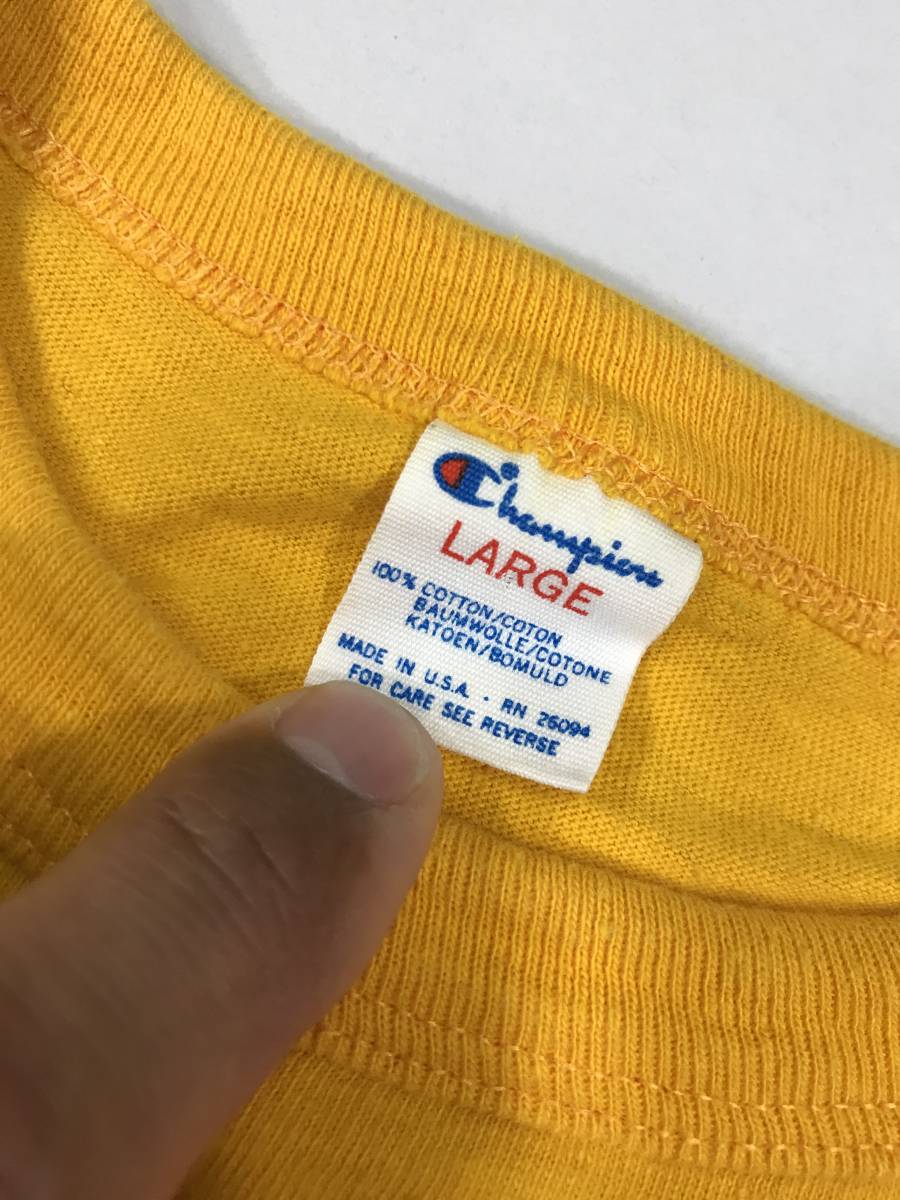 Champion
LARGE
100% COTTON/COTON
BAUMWOLLE/COTONE
KATOEN/BOMULD
MADE IN U.S.A. · RN 26094
FOR CARE SEE REVERSE